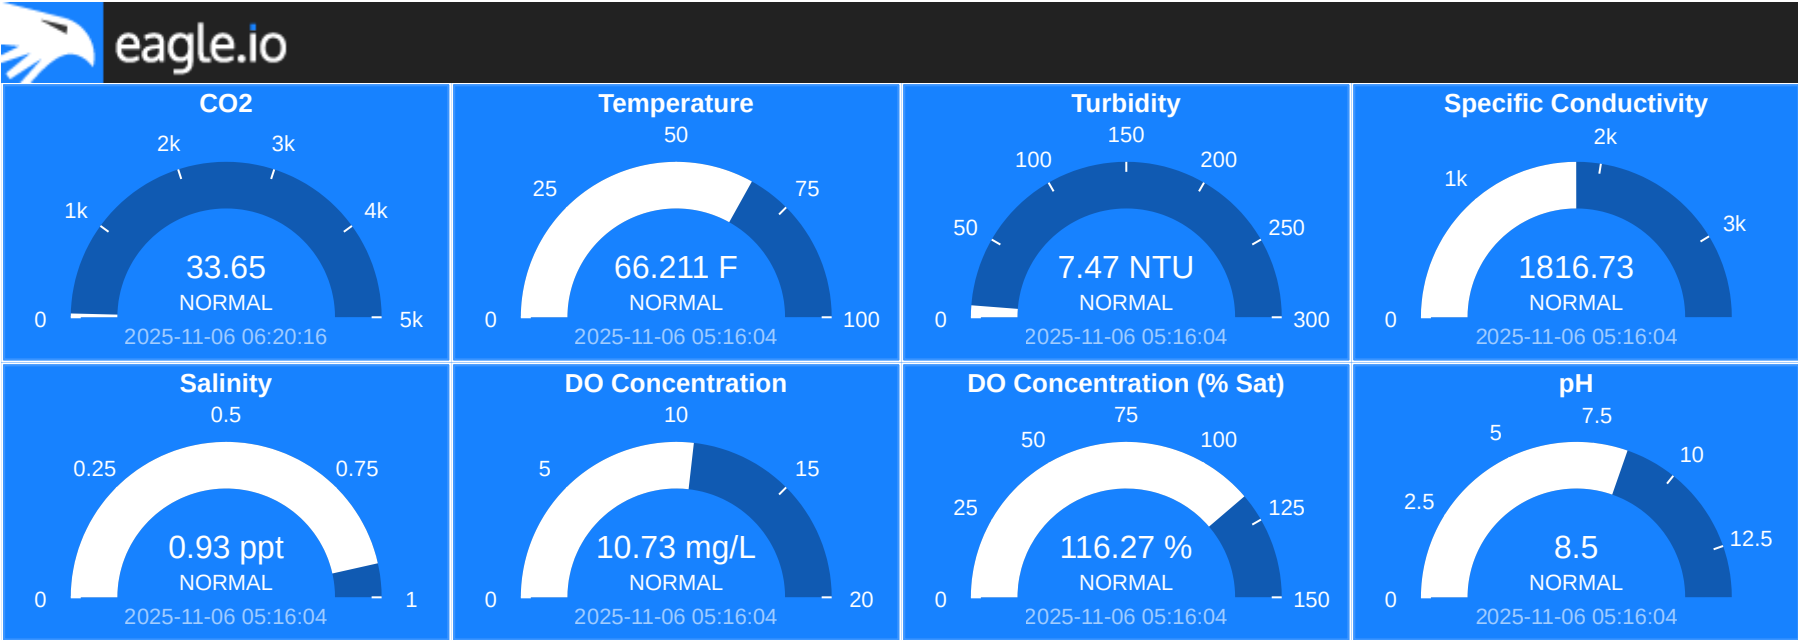 eagle.io
CO2
2k
3k
1k
4k
33.65
NORMAL
0
5k
2025-11-06 06:20:16
Temperature
50
25
75
66.211 F
NORMAL
0
100
2025-11-06 05:16:04
Turbidity
150
100
200
50
250
7.47 NTU
NORMAL
0
300
2025-11-06 05:16:04
Specific Conductivity
2k
1k
3k
1816.73
NORMAL
0
2025-11-06 05:16:04
Salinity
0.5
0.25
0.75
0.93 ppt
NORMAL
0
1
2025-11-06 05:16:04
DO Concentration
10
5
15
10.73 mg/L
NORMAL
0
20
2025-11-06 05:16:04
DO Concentration (% Sat)
75
50
100
25
125
116.27 %
NORMAL
0
150
2025-11-06 05:16:04
pH
7.5
5
10
2.5
12.5
8.5
NORMAL
0
2025-11-06 05:16:04